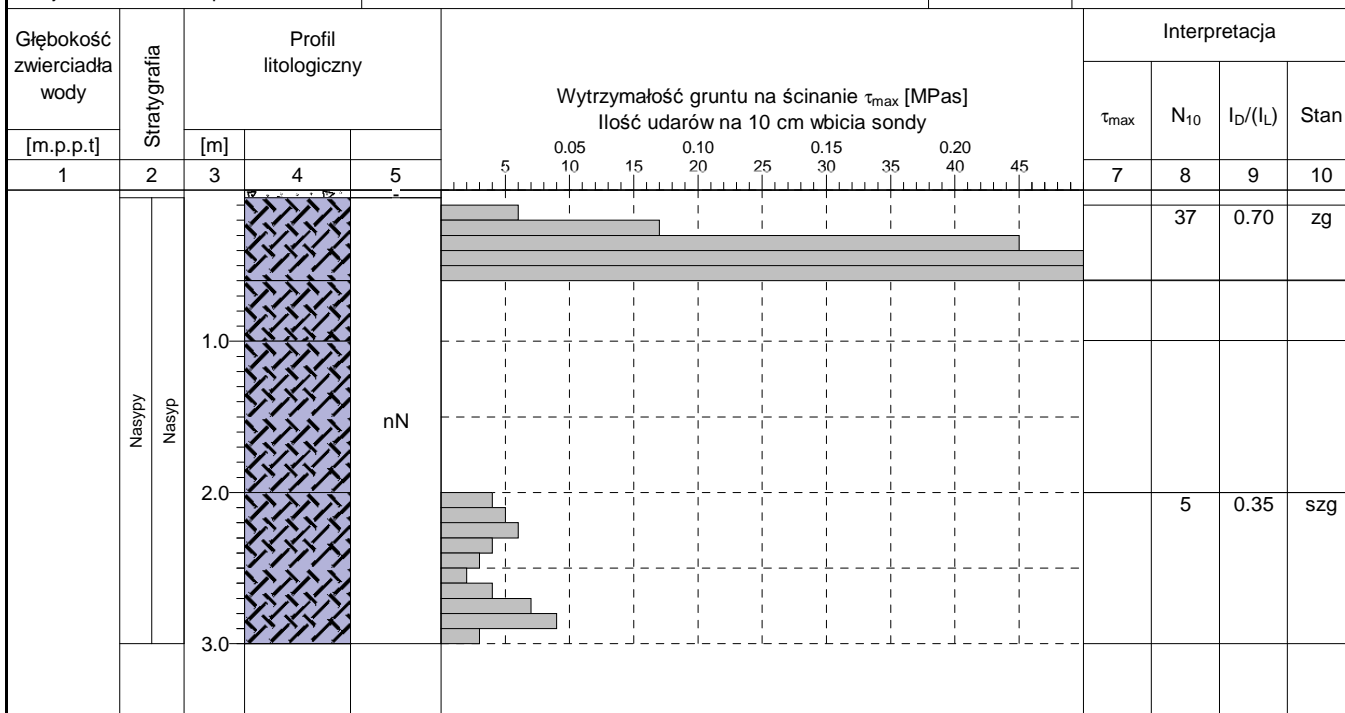 Głębokość
zwierciadła
wody
[m.p.p.t]
Stratygrafia
Profil
litologiczny
[m]
Wytrzymałość gruntu na ścinanie τmax [MPas]
Ilość udarów na 10 cm wbicia sondy
0.05 0.10 0.15 0.20
5 10 15 20 25 30 35 40 45
Interpretacja
τmax N10 ID/(IL) Stan
1 2 3 4 5 7 8 9 10
37 0.70 zg
1.0
Nasypy
Nasyp
nN
2.0
5 0.35 szg
3.0